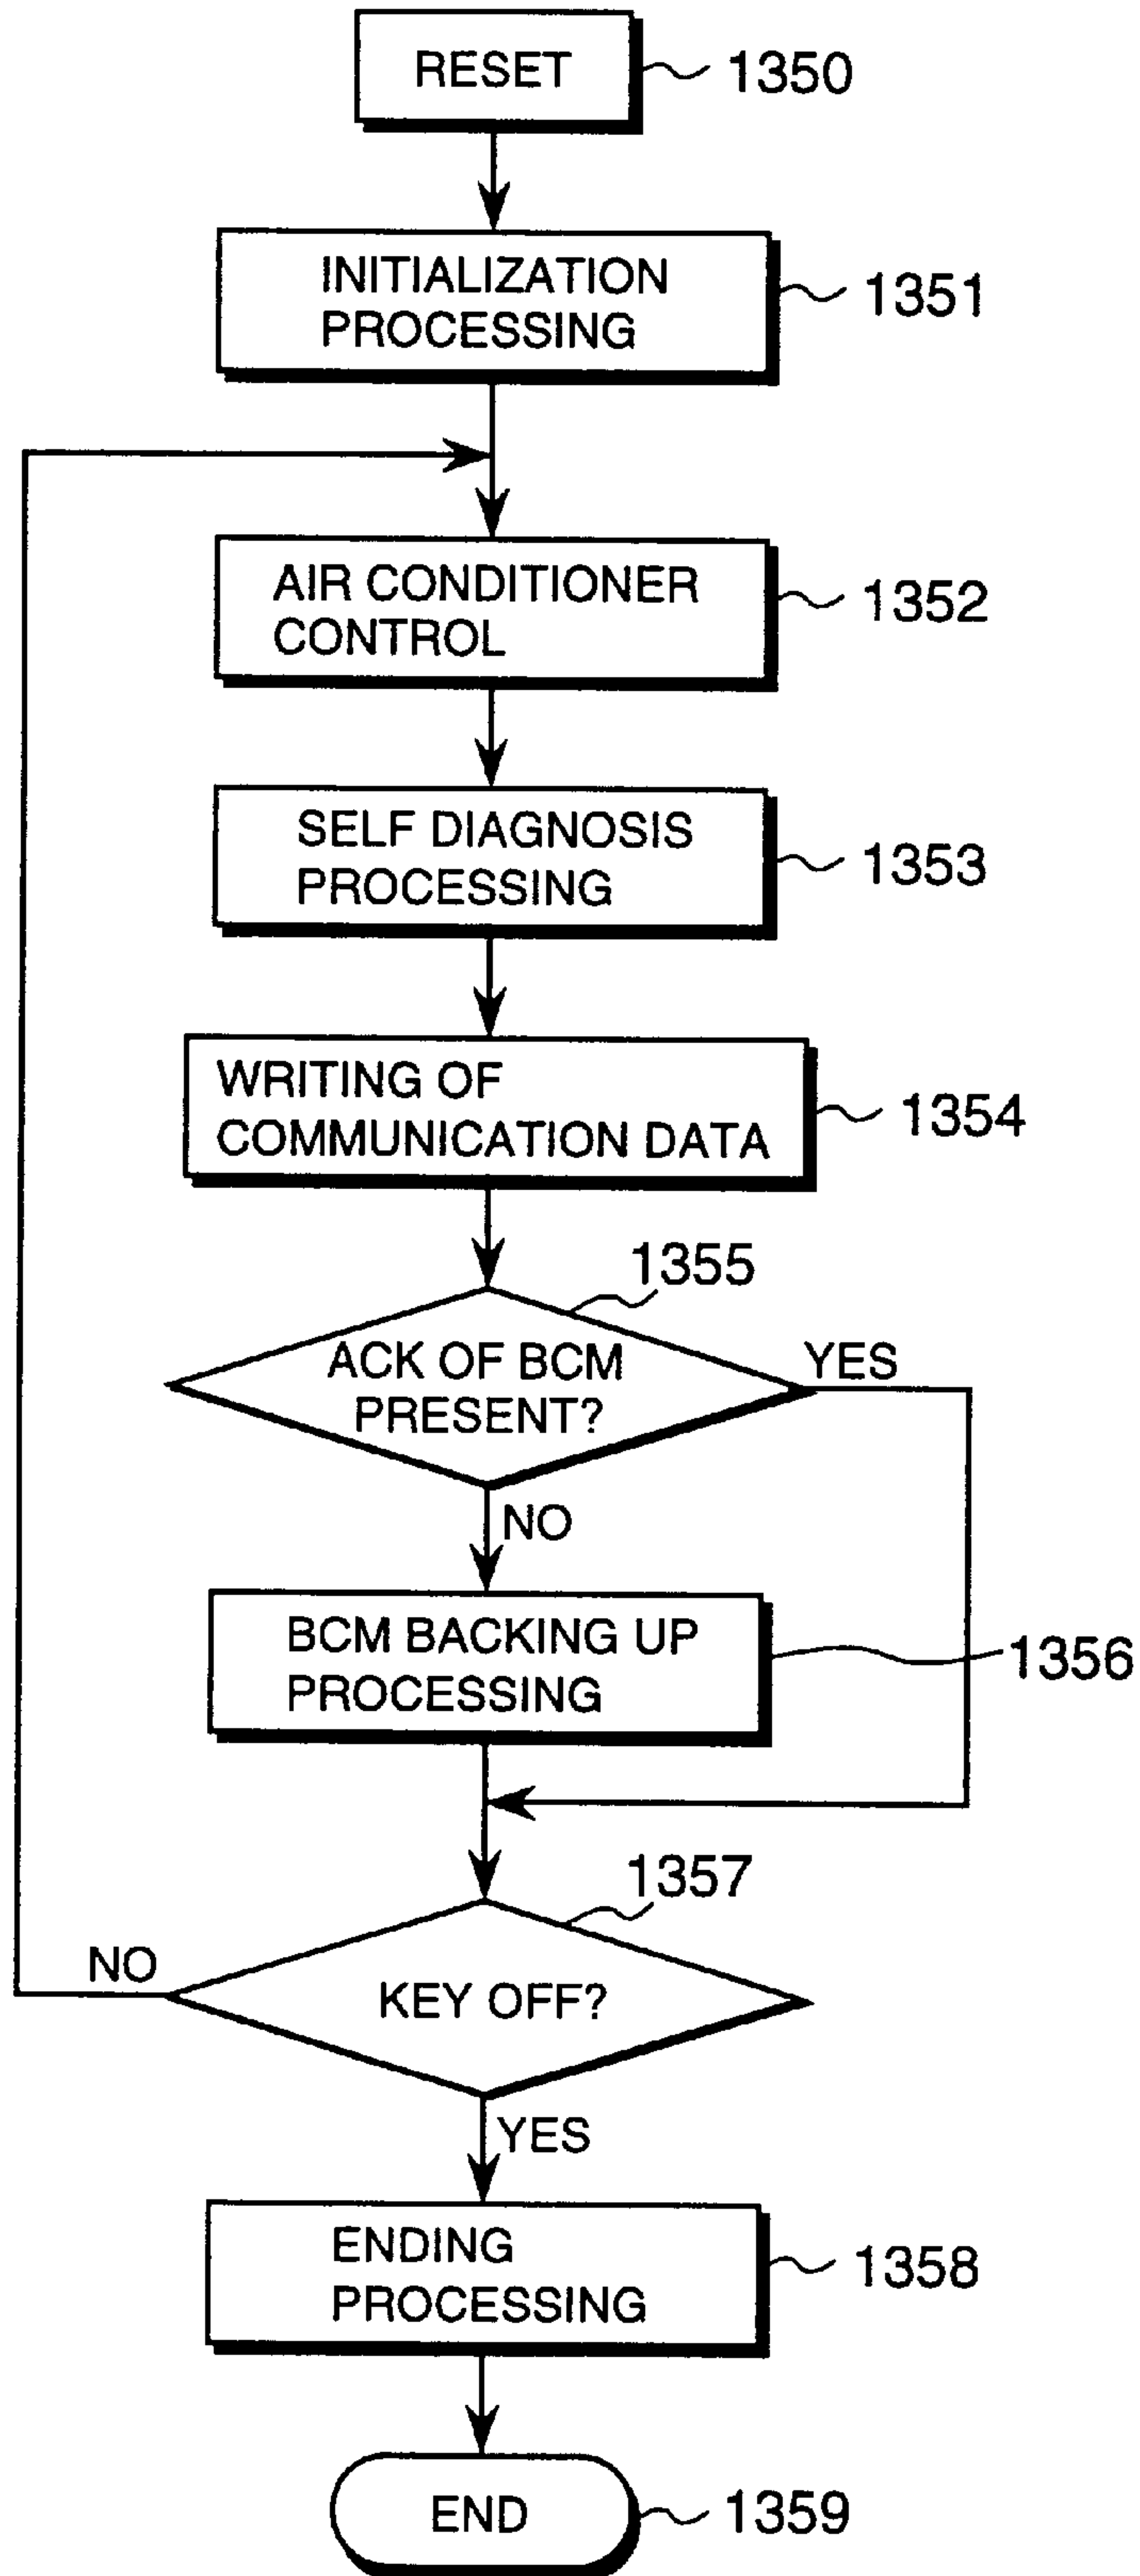 RESET
1350
INITIALIZATION
PROCESSING
1351
AIR CONDITIONER
CONTROL
1352
SELF DIAGNOSIS
PROCESSING
1353
WRITING OF
COMMUNICATION DATA
1354
1355
ACK OF BCM
PRESENT?
YES
NO
BCM BACKING UP
PROCESSING
1356
1357
NO
KEY OFF?
YES
ENDING
PROCESSING
1358
END
1359